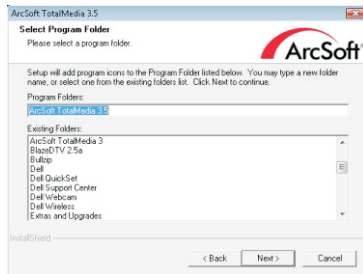 ArcSoft TotalMedia 3.5
Select Program Folder
Please select a program folder.
ArcSoft
Setup will add program icons to the Program Folder listed below. You may type a new folder
name, or select one from the existing folders list. Click Next to continue.
Program Folders:
ArcSoft TotalMedia 3.5
Existing Folders:
ArcSoft TotalMedia 3
BlazeDTV 2.5a
Bullzip
Dell
Dell QuickSet
Dell Support Center
Dell Webcam
Dell Wireless
Extras and Upgrades
InstallShield
< Back
Next >
Cancel